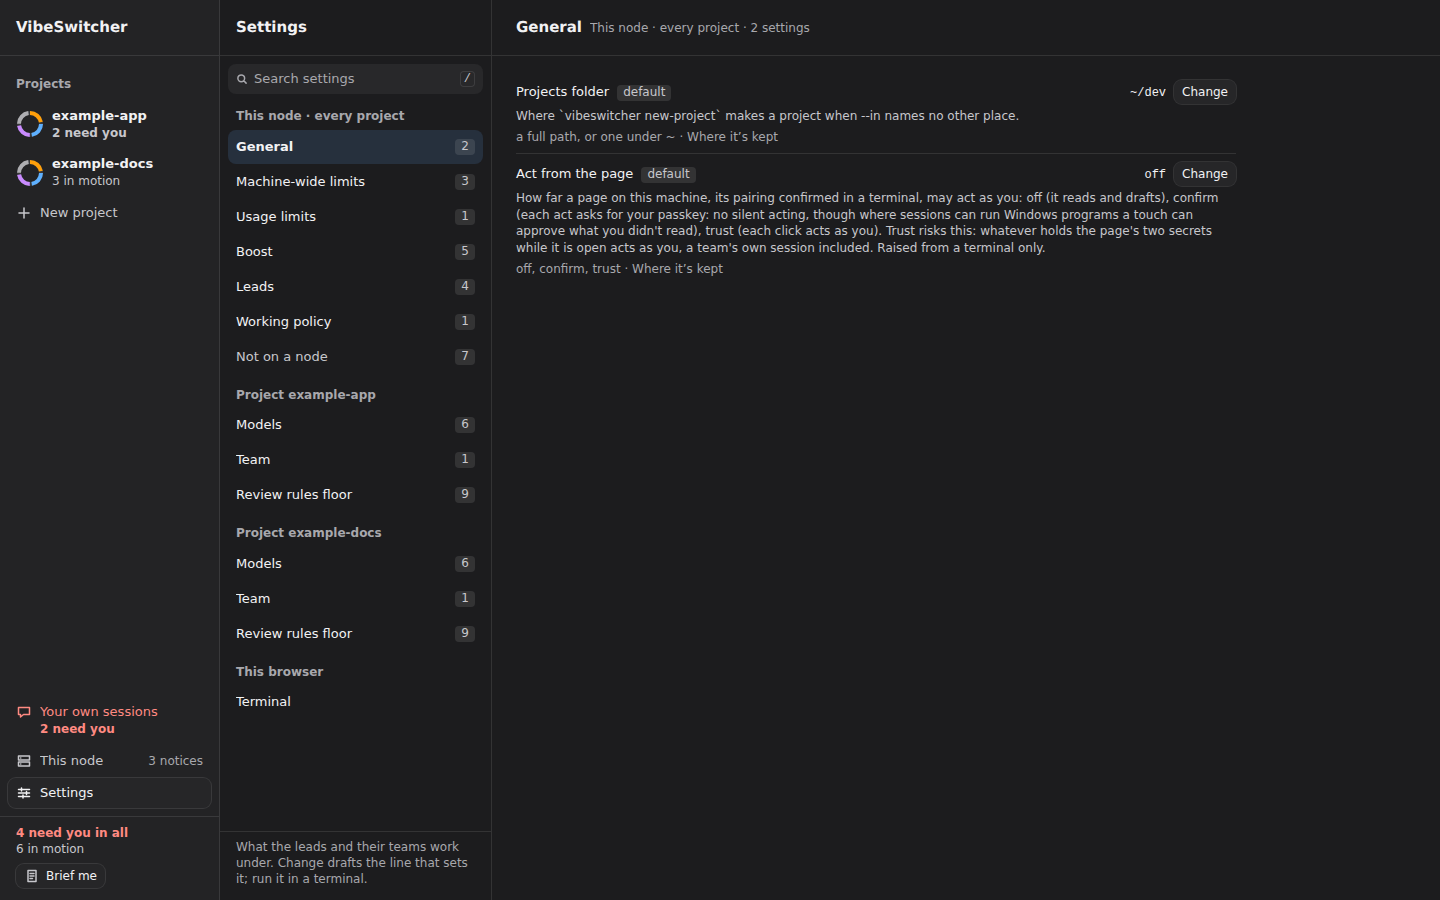 VibeSwitcher
Projects
example-app
2 need you
example-docs
3 in motion
New project
Your own sessions
2 need you
This node
3 notices
Settings
4 need you in all
6 in motion
Brief me
Settings
Search settings
/
This node · every project
General 2
Machine-wide limits 3
Usage limits 1
Boost 5
Leads 4
Working policy 1
Not on a node 7
Project example-app
Models 6
Team 1
Review rules floor 9
Project example-docs
Models 6
Team 1
Review rules floor 9
This browser
Terminal
What the leads and their teams work
under. Change drafts the line that sets
it; run it in a terminal.
General This node · every project · 2 settings
Projects folder default ~/dev Change
Where `vibeswitcher new-project` makes a project when --in names no other place.
a full path, or one under ~ · Where it’s kept
Act from the page default off Change
How far a page on this machine, its pairing confirmed in a terminal, may act as you: off (it reads and drafts), confirm
(each act asks for your passkey: no silent acting, though where sessions can run Windows programs a touch can
approve what you didn't read), trust (each click acts as you). Trust risks this: whatever holds the page's two secrets
while it is open acts as you, a team's own session included. Raised from a terminal only.
off, confirm, trust · Where it’s kept